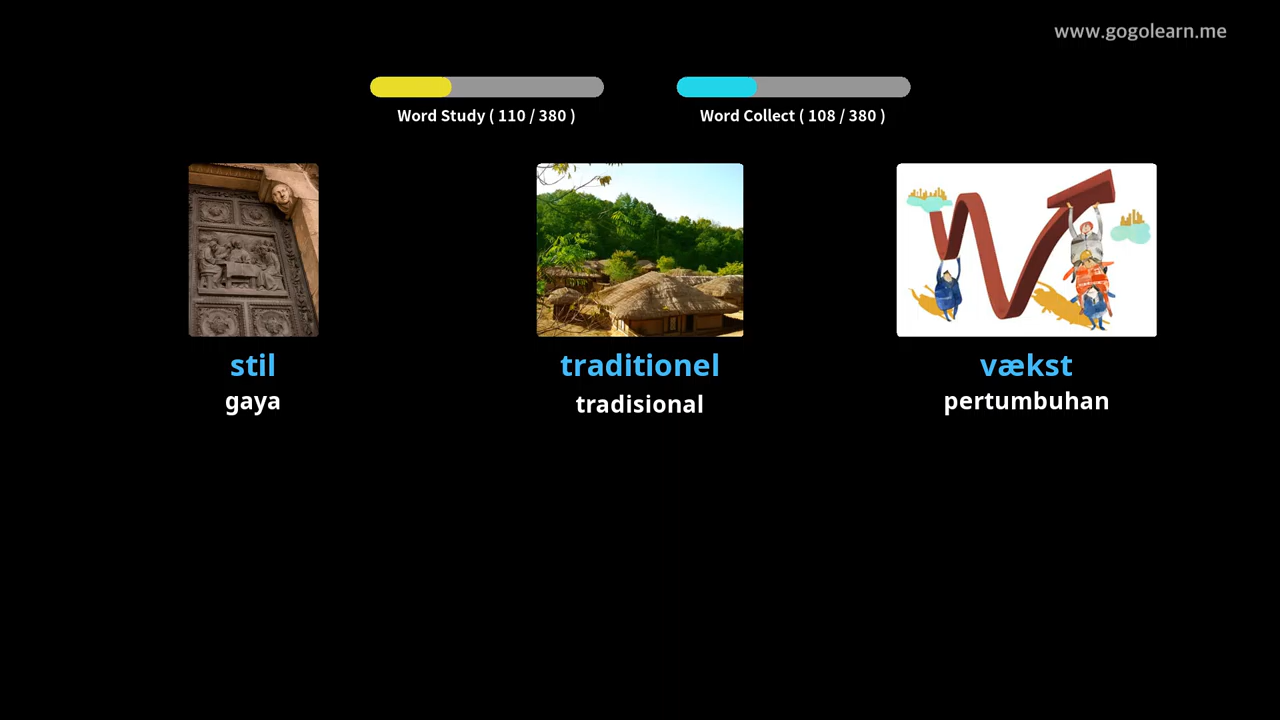 www.gogolearn.me
Word Study ( 110 / 380 )
Word Collect ( 108 / 380 )
stil
gaya
traditionel
tradisional
vækst
pertumbuhan